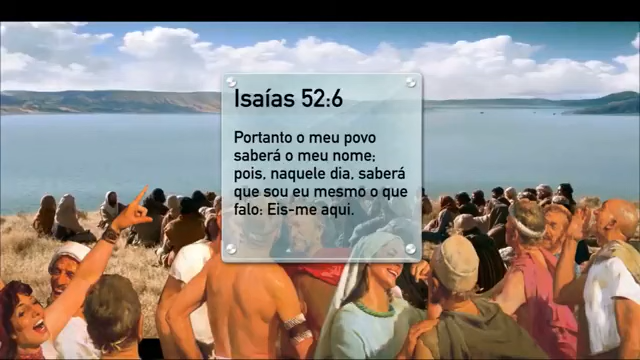 Isaías 52:6
Portanto o meu povo
saberá o meu nome;
pois, naquele dia, saberá
que sou eu mesmo o que
falo: Eis-me aqui.